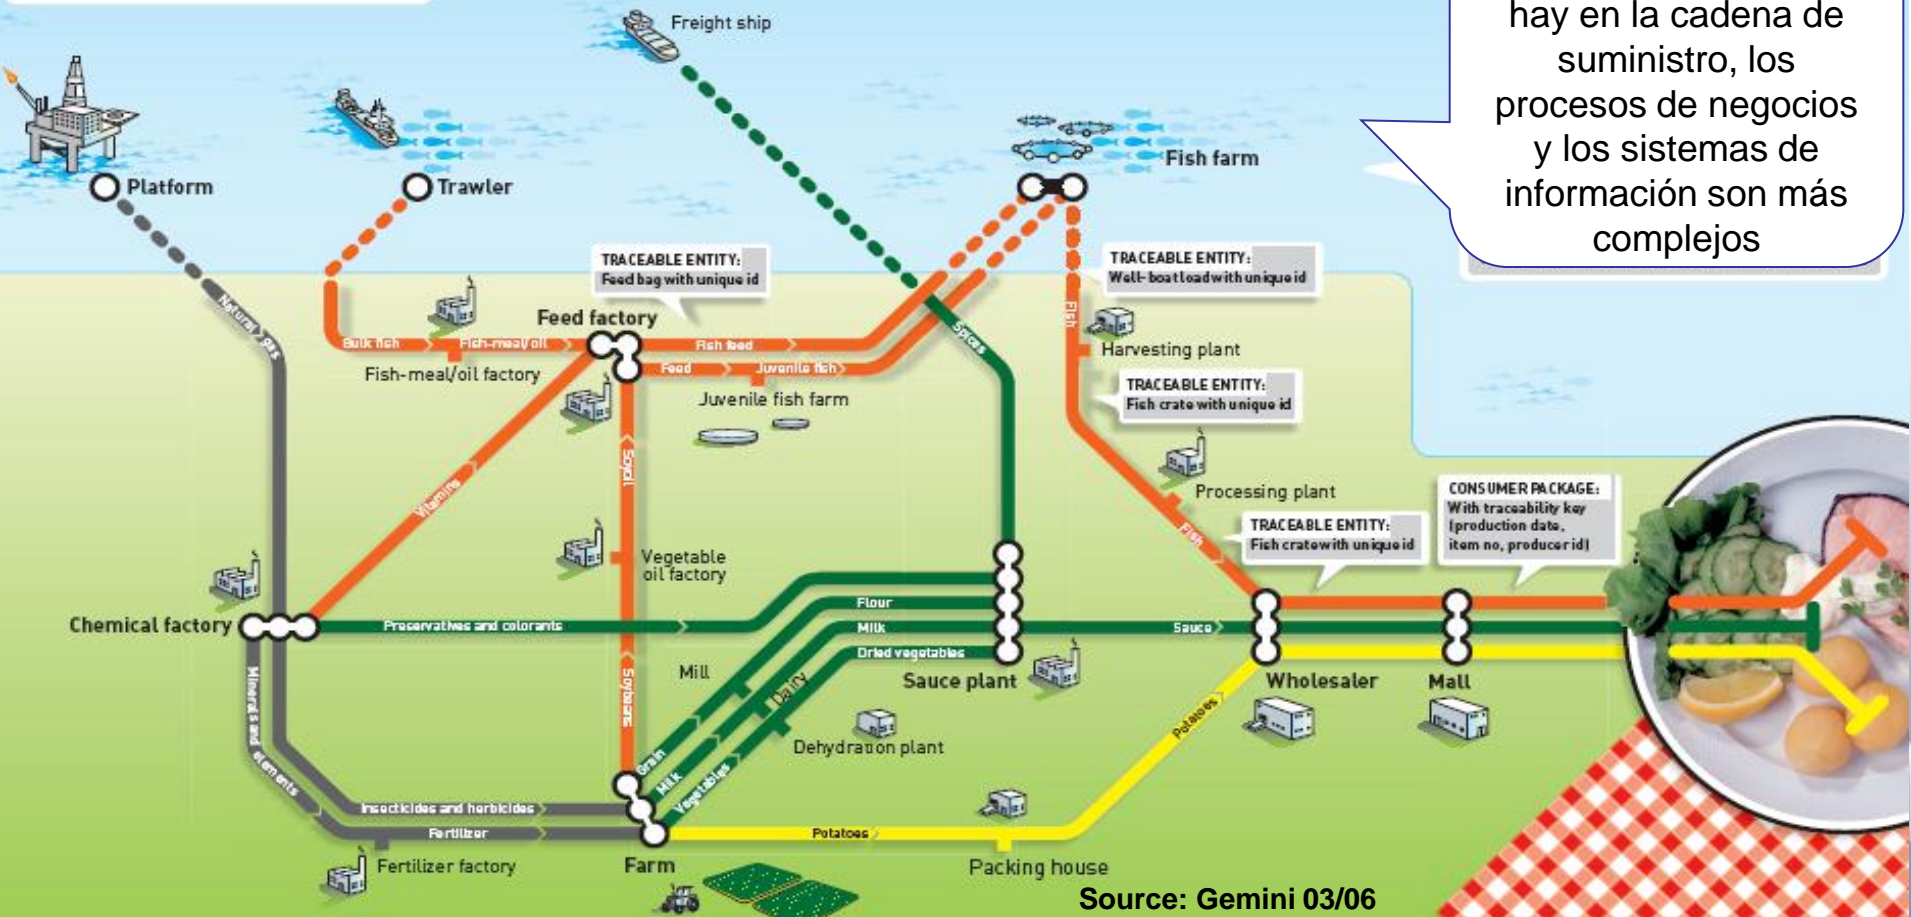 Freight ship
hay en la cadena de
suministro, los
procesos de negocios
y los sistemas de
información son más
complejos
Platform
Trawler
Fish farm
TRACEABLE ENTITY:
Feed bag with unique id
TRACEABLE ENTITY:
Well-boat load with unique id
Natural gas
Feed factory
Bulk fish
Fish-meal/oil
Fish feed
Spices
Fish
Harvesting plant
Fish-meal/oil factory
Feed
Juvenile fish
Juvenile fish farm
TRACEABLE ENTITY:
Fish crate with unique id
Vitamins
Soyoil
Processing plant
Fish
TRACEABLE ENTITY:
Fish crate with unique id
CONSUMER PACKAGE:
With traceability key
(production date,
item no, producer id)
Vegetable
oil factory
Chemical factory
Preservatives and colorants
Flour
Milk
Dried vegetables
Sauce
Mill
Dairy
Sauce plant
Wholesaler
Mall
Minerals and elements
Soybeans
Dehydration plant
Potatoes
Grain
Milk
Vegetables
Insecticides and herbicides
Fertilizer
Potatoes
Fertilizer factory
Farm
Packing house
Source: Gemini 03/06